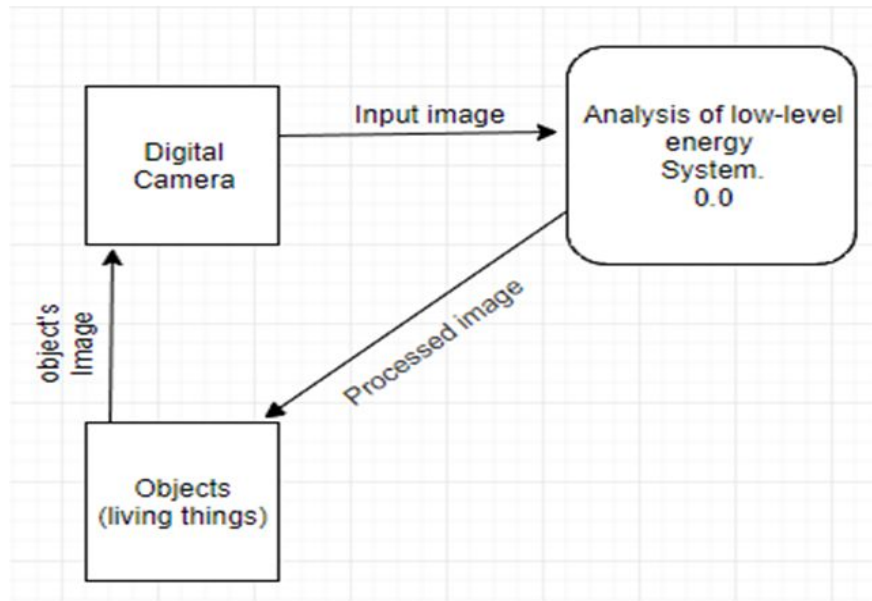 Input image
Digital
Camera
Analysis of low-level
energy
System.
0.0
object's
Image
Processed image
Objects
(living things)